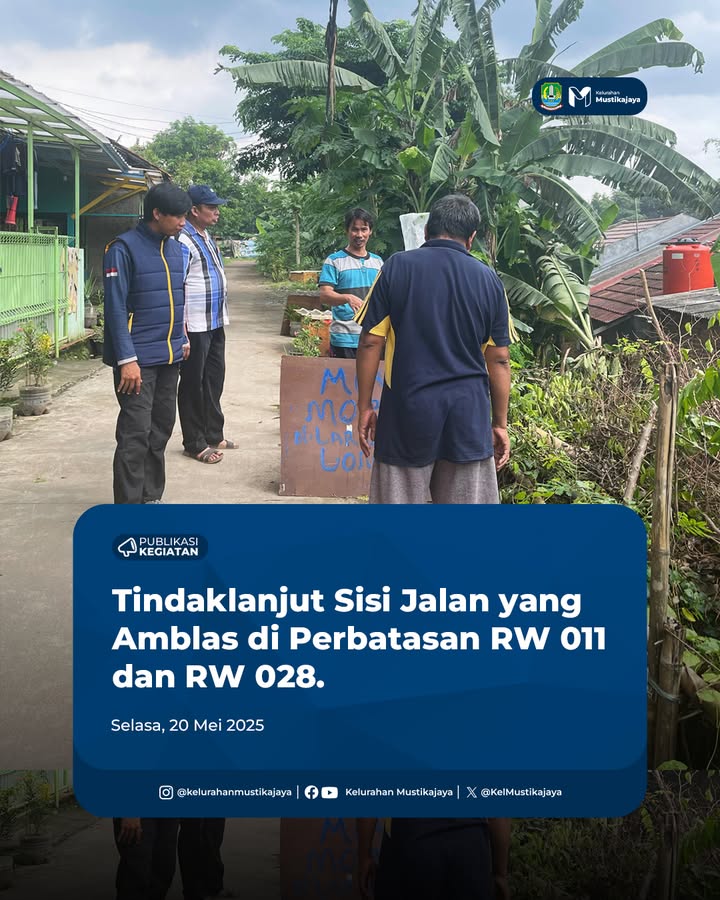 Kelurahan
Mustikajaya
PUBLIKASI
KEGIATAN
Tindaklanjut Sisi Jalan yang
Amblas di Perbatasan RW 011
dan RW 028.
Selasa, 20 Mei 2025
@kelurahanmustikajaya | Kelurahan Mustikajaya | @KelMustikajaya